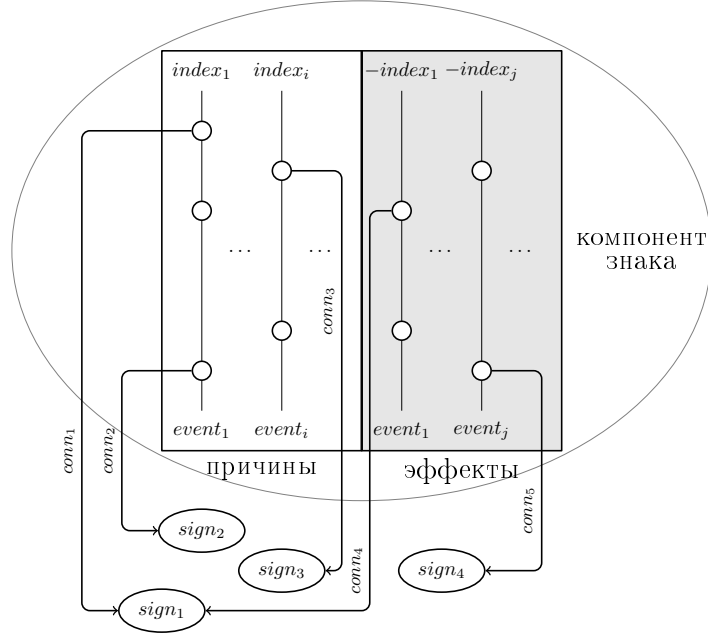 index₁ index_i −index₁ −index_j
компонент
знака
... ... ... ...
conn₃
event₁ event_i event₁ event_j
conn₁
conn₂
причины эффекты
conn₅
sign₂
conn₄
sign₃ sign₄
sign₁